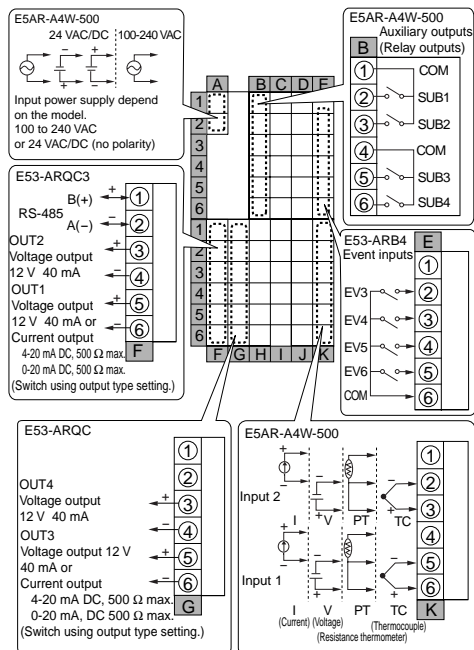 E5AR-A4W-500
24 VAC/DC
100-240 VAC
− −
+ +
Input power supply depend
on the model.
100 to 240 VAC
or 24 VAC/DC (no polarity)
A B C D E
1
2
3
4
5
6
1
2
3
4
5
6
F G H I J K
E5AR-A4W-500
Auxiliary outputs
(Relay outputs)
B
1 COM
2 SUB1
3 SUB2
4 COM
5 SUB3
6 SUB4
E53-ARQC3
B(+) + 1
RS-485
A(−) − 2
OUT2
Voltage output
12 V 40 mA
+ 3
− 4
OUT1
Voltage output
12 V 40 mA or
Current output
+ 5
− 6
4-20 mA DC, 500 Ω max.
0-20 mA DC, 500 Ω max.
F
(Switch using output type setting.)
E53-ARB4
Event inputs
E
1
EV3 2
EV4 3
EV5 4
EV6 5
COM 6
E53-ARQC
1
2
OUT4
Voltage output
12 V 40 mA
+ 3
− 4
OUT3
Voltage output 12 V
40 mA or
Current output
+ 5
− 6
4-20 mA DC, 500 Ω max.
0-20 mA, DC 500 Ω max.
G
(Switch using output type setting.)
E5AR-A4W-500
Input 2
− −
+ +
I V PT TC
1
2
3
4
5
6
Input 1
− −
+ +
K
I V PT TC
(Current) (Voltage) (Thermocouple)
(Resistance thermometer)